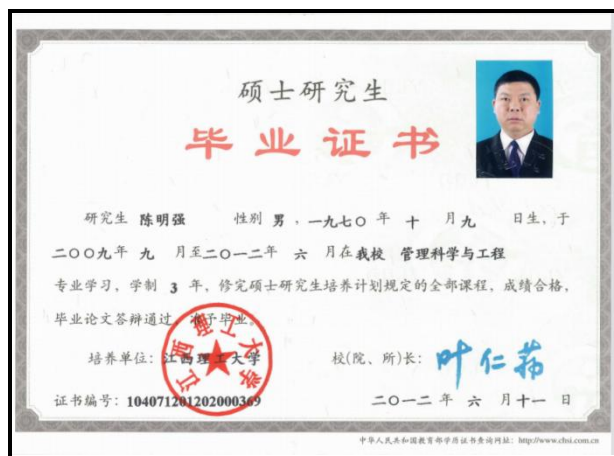 硕士研究生
毕业证书
研究生 陈明强 性别 男，一九七〇年 十 月九 日生，于
二〇〇九年 九 月至二〇一二年 六 月在我校 管理科学与工程
专业学习，学制 3 年，修完硕士研究生培养计划规定的全部课程，成绩合格，
毕业论文答辩通过，准予毕业。
江西理工大学
培养单位：江西理工大学 校(院、所)长：叶仁荪
证书编号：104071201202000369 二〇一二 年 六 月十一 日
中华人民共和国教育部学历证书查询网址：http://www.chsi.com.cn